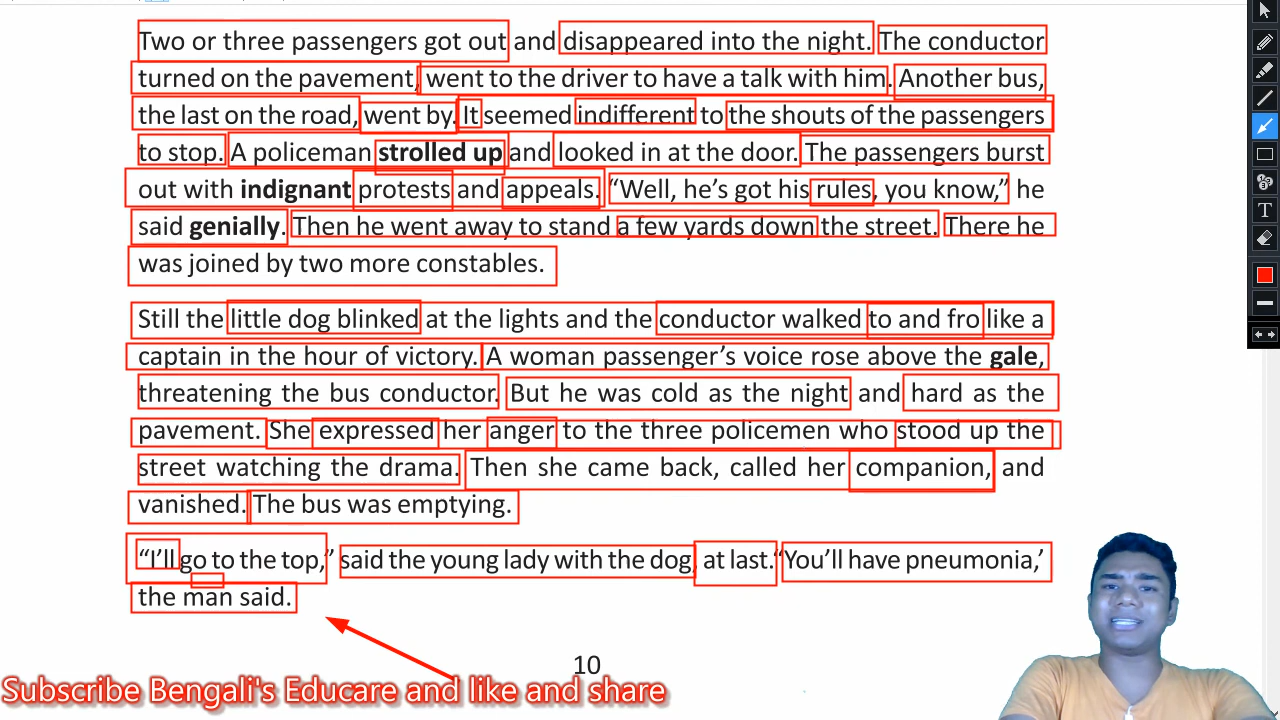 Two or three passengers got out and disappeared into the night. The conductor
turned on the pavement, went to the driver to have a talk with him. Another bus,
the last on the road, went by. It seemed indifferent to the shouts of the passengers
to stop. A policeman strolled up and looked in at the door. The passengers burst
out with indignant protests and appeals. “Well, he’s got his rules, you know,” he
said genially. Then he went away to stand a few yards down the street. There he
was joined by two more constables.
Still the little dog blinked at the lights and the conductor walked to and fro like a
captain in the hour of victory. A woman passenger’s voice rose above the gale,
threatening the bus conductor. But he was cold as the night and hard as the
pavement. She expressed her anger to the three policemen who stood up the
street watching the drama. Then she came back, called her companion, and
vanished. The bus was emptying.
“I’ll go to the top,” said the young lady with the dog, at last. “You’ll have pneumonia,’
the man said.
10
Subscribe Bengali's Educare and like and share
T